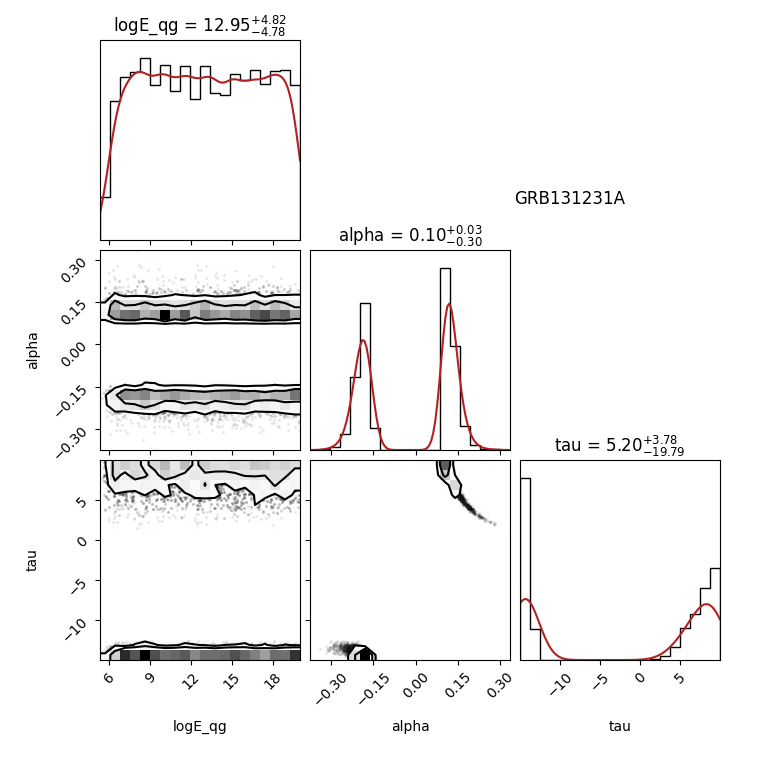 logE_qg = 12.95^{+4.82}_{-4.78}
GRB131231A
alpha = 0.10^{+0.03}_{-0.30}
0.30
0.15
0.00
−0.15
−0.30
alpha
tau = 5.20^{+3.78}_{-19.79}
5
0
−5
−10
tau
6 9 12 15 18
−0.30 −0.15 0.00 0.15 0.30
−10 −5 0 5
logE_qg alpha tau